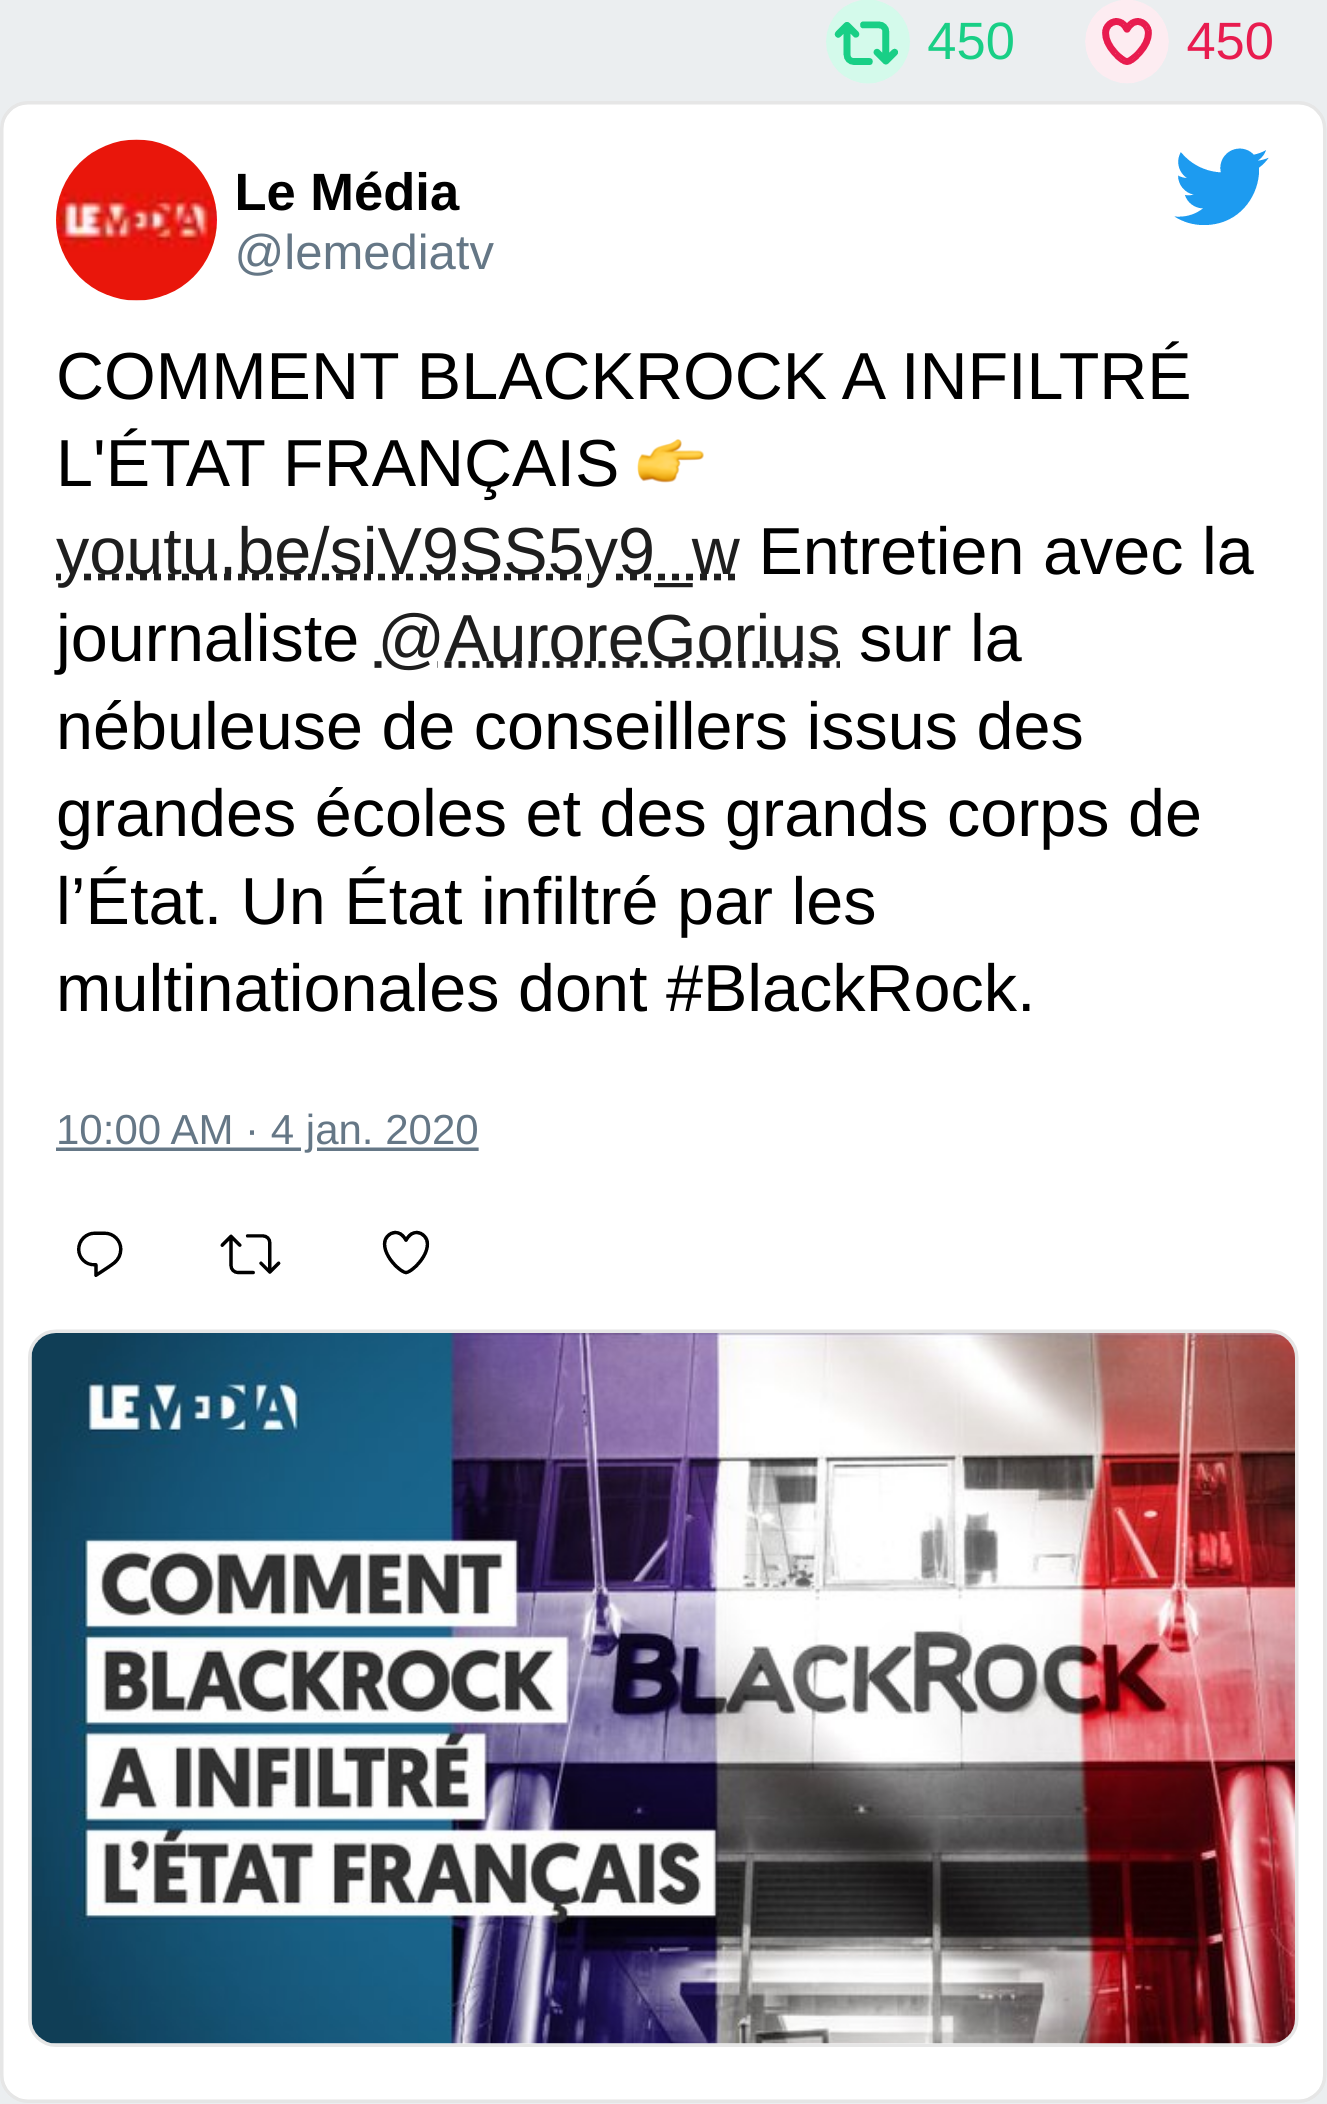 450 450
LE MEDIA
Le Média
@lemediatv
COMMENT BLACKROCK A INFILTRÉ
L'ÉTAT FRANÇAIS 👉
youtu.be/siV9SS5y9_w Entretien avec la
journaliste @AuroreGorius sur la
nébuleuse de conseillers issus des
grandes écoles et des grands corps de
l’État. Un État infiltré par les
multinationales dont #BlackRock.
10:00 AM · 4 jan. 2020
LE MEDIA
COMMENT
BLACKROCK
A INFILTRÉ
L’ÉTAT FRANÇAIS
BLACKROCK